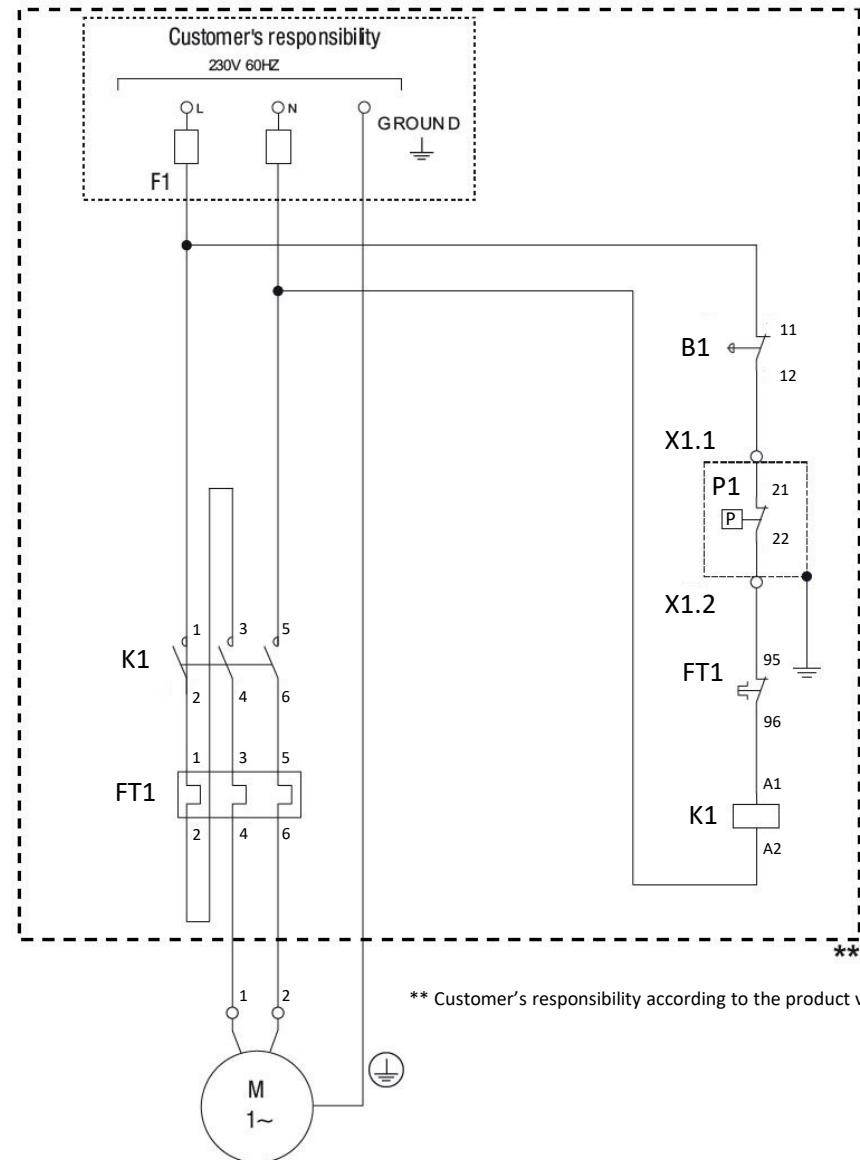 Customer's responsibility
230V 60HZ
L
N
GROUND
F1
B1
11
12
X1.1
P1
21
P
22
X1.2
FT1
95
96
K1
A1
A2
K1
1
3
5
2
4
6
FT1
1
3
5
2
4
6
**
** Customer’s responsibility according to the product v
1
2
M
1~